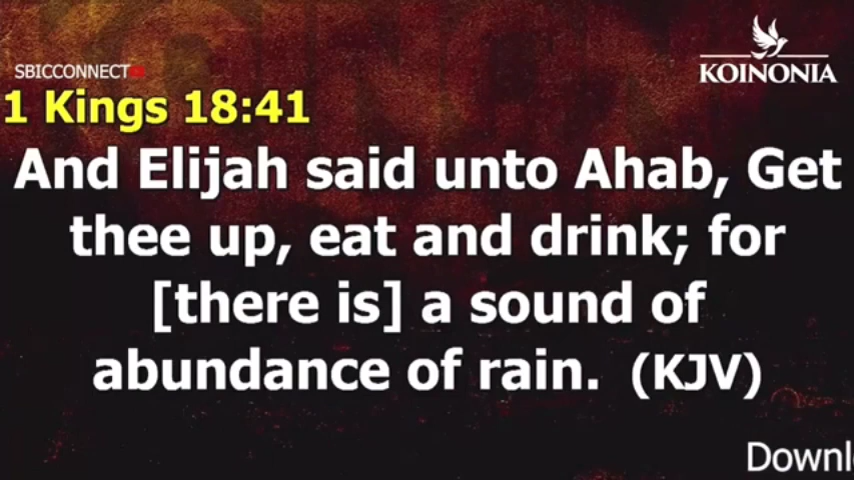 SBICCONNECT
KOINONIA
1 Kings 18:41
And Elijah said unto Ahab, Get
thee up, eat and drink; for
[there is] a sound of
abundance of rain. (KJV)
Downl